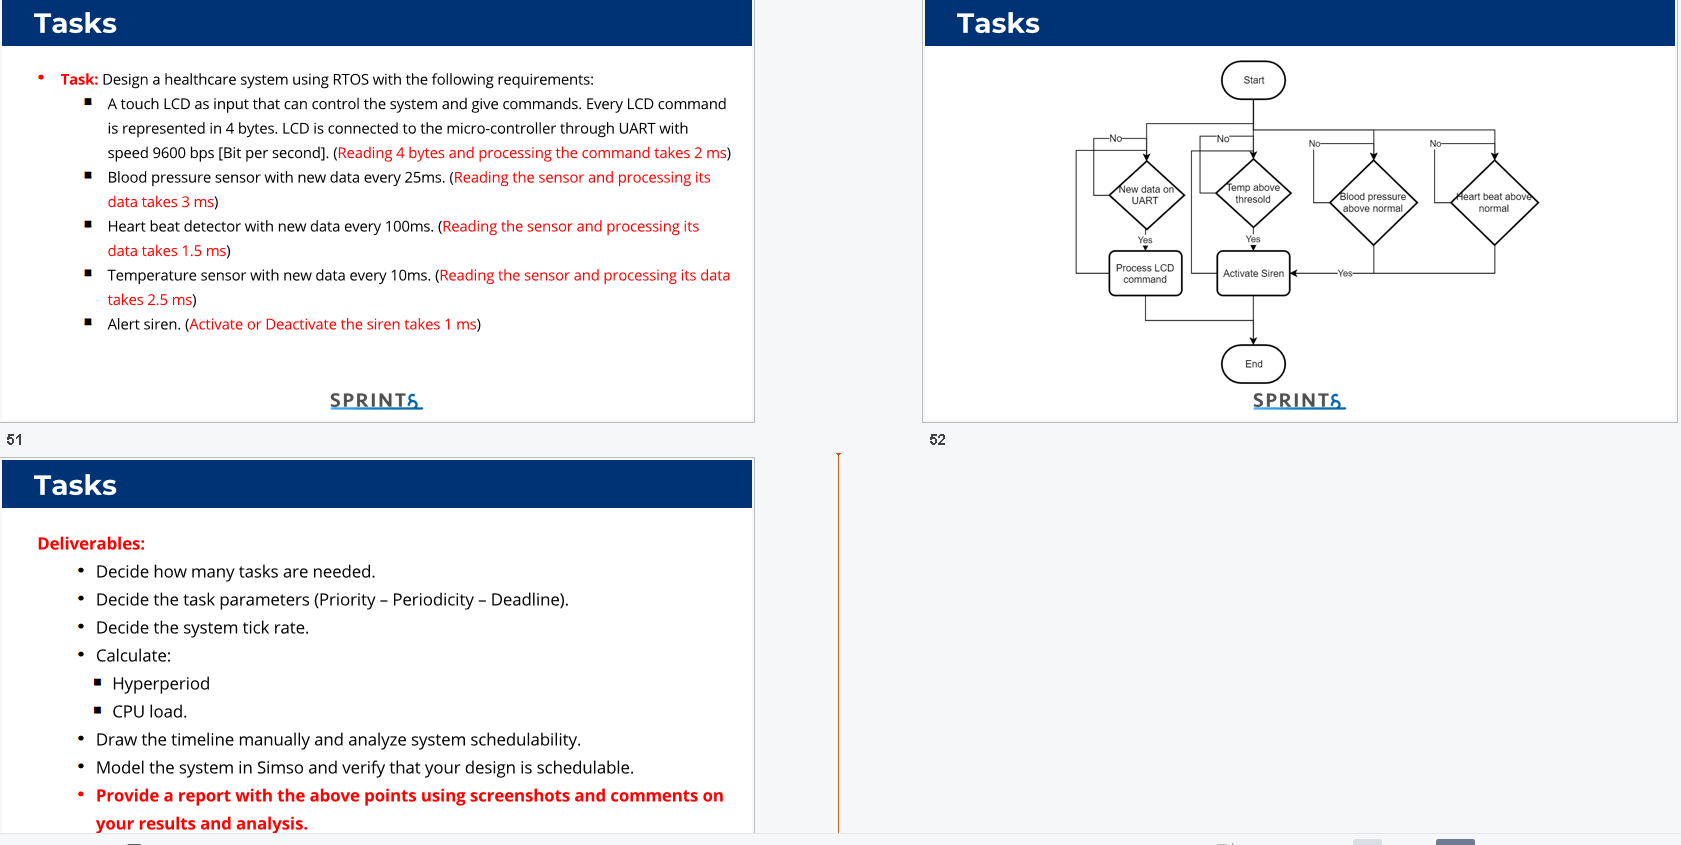 Tasks
• Task: Design a healthcare system using RTOS with the following requirements:
▪ A touch LCD as input that can control the system and give commands. Every LCD command
is represented in 4 bytes. LCD is connected to the micro-controller through UART with
speed 9600 bps [Bit per second]. (Reading 4 bytes and processing the command takes 2 ms)
▪ Blood pressure sensor with new data every 25ms. (Reading the sensor and processing its
data takes 3 ms)
▪ Heart beat detector with new data every 100ms. (Reading the sensor and processing its
data takes 1.5 ms)
▪ Temperature sensor with new data every 10ms. (Reading the sensor and processing its data
takes 2.5 ms)
▪ Alert siren. (Activate or Deactivate the siren takes 1 ms)
SPRINTS
51
Tasks
Start
No
No
No
No
New data on
UART
Temp above
thresold
Blood pressure
above normal
Heart beat above
normal
Yes
Yes
Process LCD
command
Activate Siren
Yes
End
SPRINTS
52
Tasks
Deliverables:
• Decide how many tasks are needed.
• Decide the task parameters (Priority – Periodicity – Deadline).
• Decide the system tick rate.
• Calculate:
▪ Hyperperiod
▪ CPU load.
• Draw the timeline manually and analyze system schedulability.
• Model the system in Simso and verify that your design is schedulable.
• Provide a report with the above points using screenshots and comments on
your results and analysis.